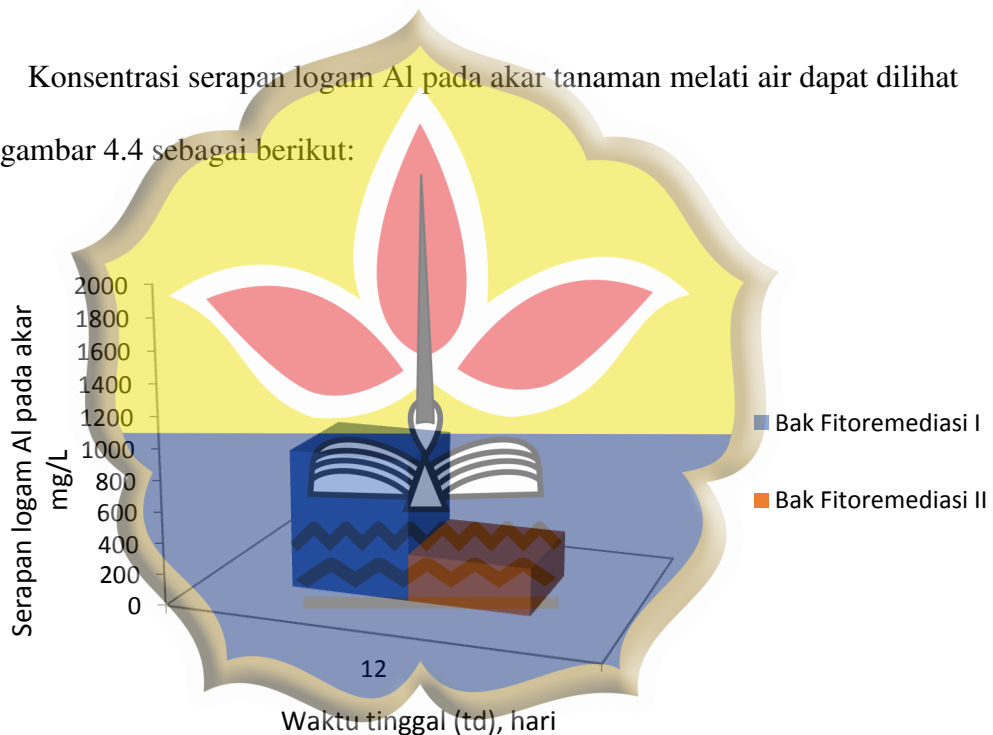 Konsentrasi serapan logam Al pada akar tanaman melati air dapat dilihat
gambar 4.4 sebagai berikut:
Serapan logam Al pada akar
mg/L
2000
1800
1600
1400
1200
1000
800
600
400
200
0
12
Waktu tinggal (td), hari
Bak Fitoremediasi I
Bak Fitoremediasi II